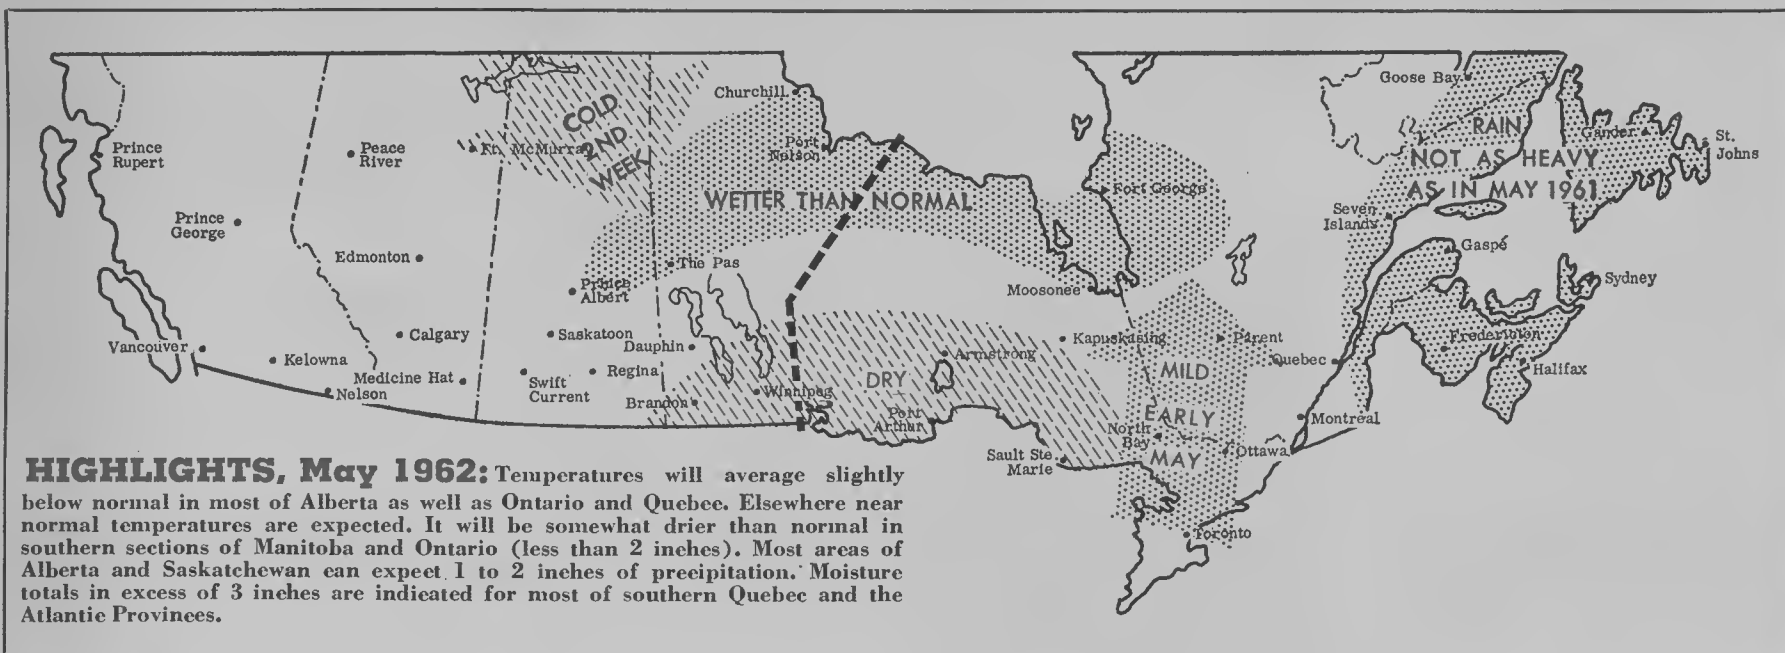 Goose Bay
Churchill
COLD
2ND
WEEK
RAIN
NOT AS HEAVY
AS IN MAY 1961
Gander
St.
Johns
Prince
Rupert
Peace
River
Ft. McMurra
Port
Nelson
WETTER THAN NORMAL
Fort George
Prince
George
Seven
Islands
Gaspé
Edmonton
The Pas
Sydney
Prince
Albert
Moosonee
Calgary
Saskatoon
Dauphin
Kapuskasing
Parent
Fredericton
Vancouver
Kelowna
Armstrong
Quebec
Halifax
Medicine Hat
Nelson
Swift
Current
Regina
DRY
MILD
EARLY
MAY
Brandon
Winnipeg
Port
Arthur
Montreal
North
Bay
Ottawa
Sault Ste
Marie
Toronto
HIGHLIGHTS, May 1962: Temperatures will average slightly
below normal in most of Alberta as well as Ontario and Quebec. Elsewhere near
normal temperatures are expected. It will be somewhat drier than normal in
southern sections of Manitoba and Ontario (less than 2 inches). Most areas of
Alberta and Saskatchewan can expect 1 to 2 inches of precipitation. Moisture
totals in excess of 3 inches are indicated for most of southern Quebec and the
Atlantic Provinces.